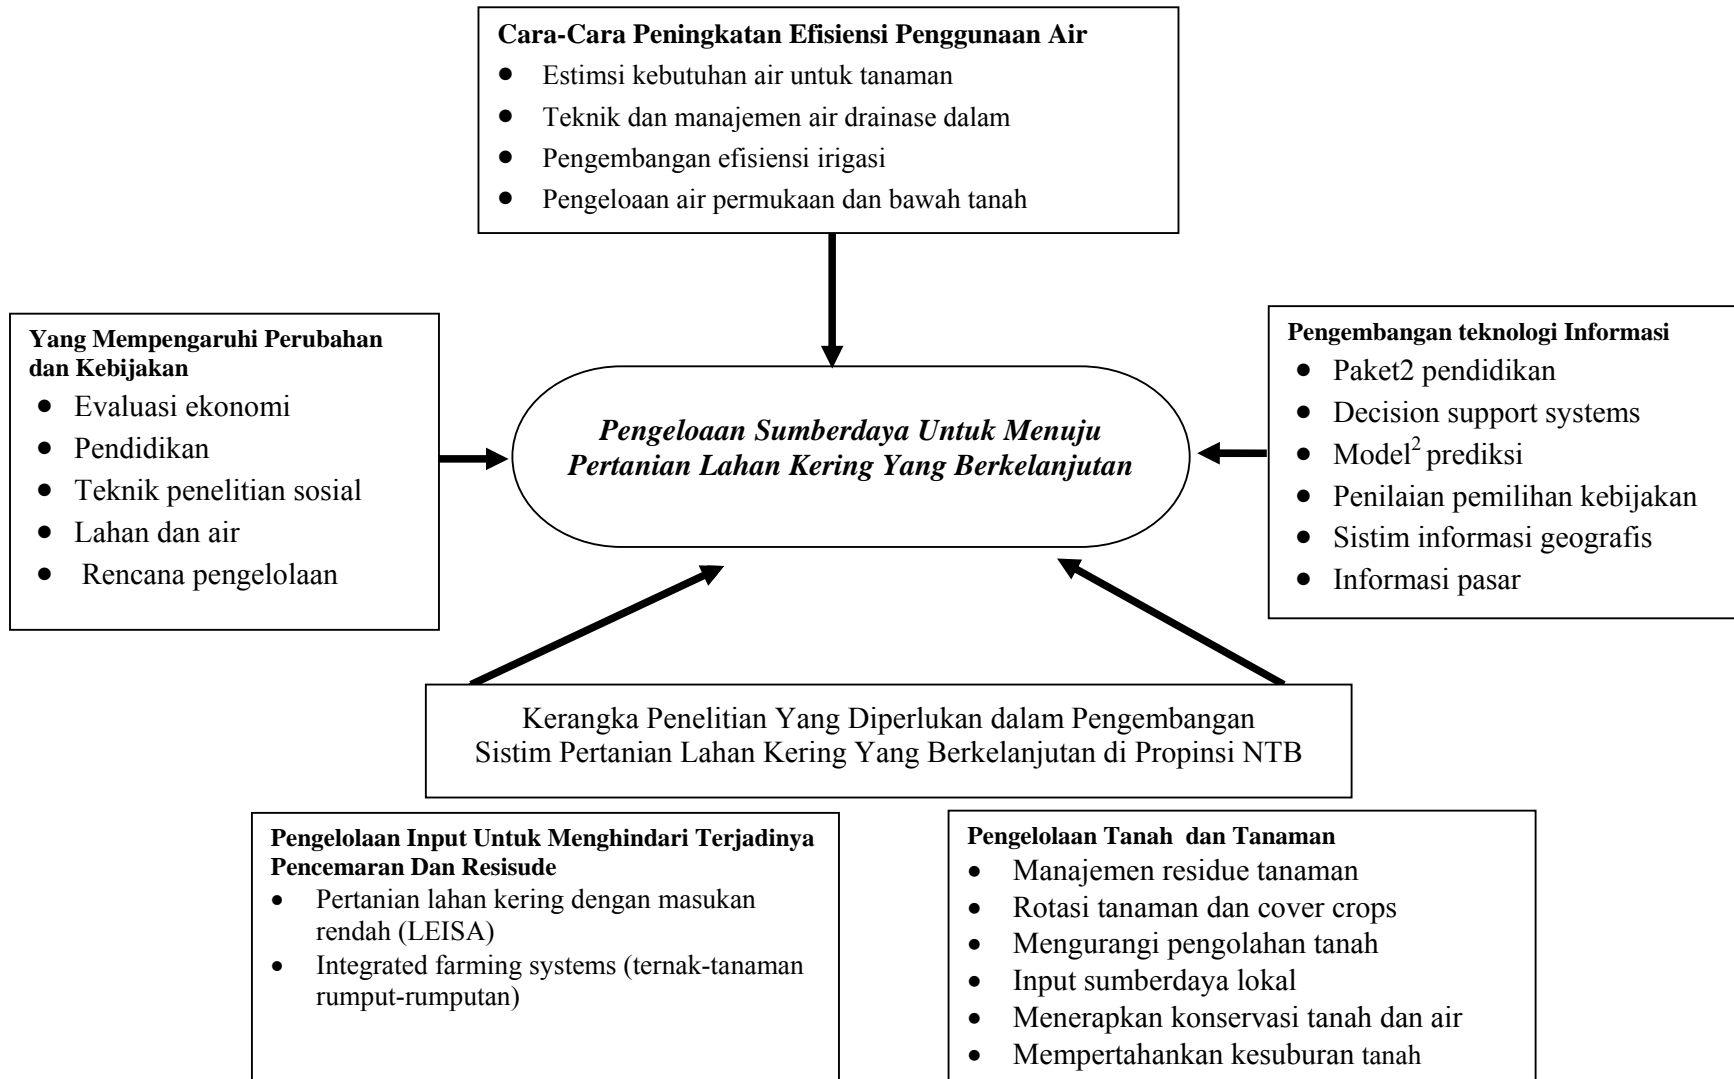 Cara-Cara Peningkatan Efisiensi Penggunaan Air
• Estimsi kebutuhan air untuk tanaman
• Teknik dan manajemen air drainase dalam
• Pengembangan efisiensi irigasi
• Pengeloaan air permukaan dan bawah tanah
Yang Mempengaruhi Perubahan
dan Kebijakan
• Evaluasi ekonomi
• Pendidikan
• Teknik penelitian sosial
• Lahan dan air
• Rencana pengelolaan
Pengeloaan Sumberdaya Untuk Menuju
Pertanian Lahan Kering Yang Berkelanjutan
Pengembangan teknologi Informasi
• Paket2 pendidikan
• Decision support systems
• Model² prediksi
• Penilaian pemilihan kebijakan
• Sistim informasi geografis
• Informasi pasar
Kerangka Penelitian Yang Diperlukan dalam Pengembangan
Sistim Pertanian Lahan Kering Yang Berkelanjutan di Propinsi NTB
Pengelolaan Input Untuk Menghindari Terjadinya
Pencemaran Dan Resisude
• Pertanian lahan kering dengan masukan
rendah (LEISA)
• Integrated farming systems (ternak-tanaman
rumput-rumputan)
Pengelolaan Tanah dan Tanaman
• Manajemen residue tanaman
• Rotasi tanaman dan cover crops
• Mengurangi pengolahan tanah
• Input sumberdaya lokal
• Menerapkan konservasi tanah dan air
• Mempertahankan kesuburan tanah